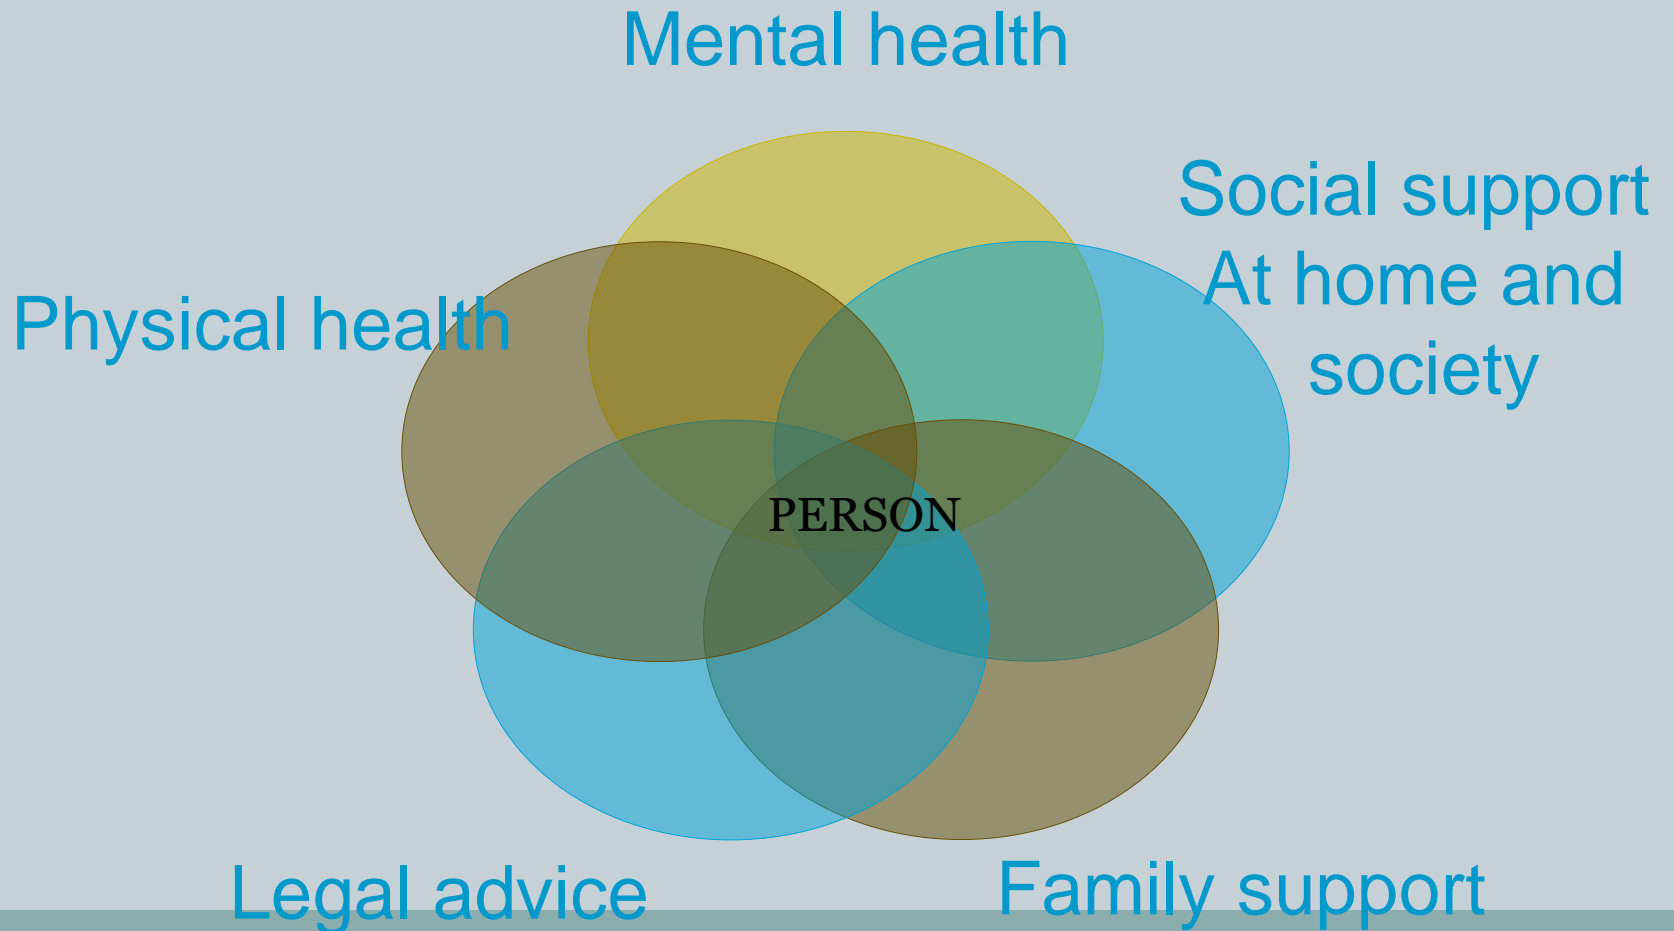 Mental health
Social support
At home and
society
Physical health
PERSON
Legal advice
Family support